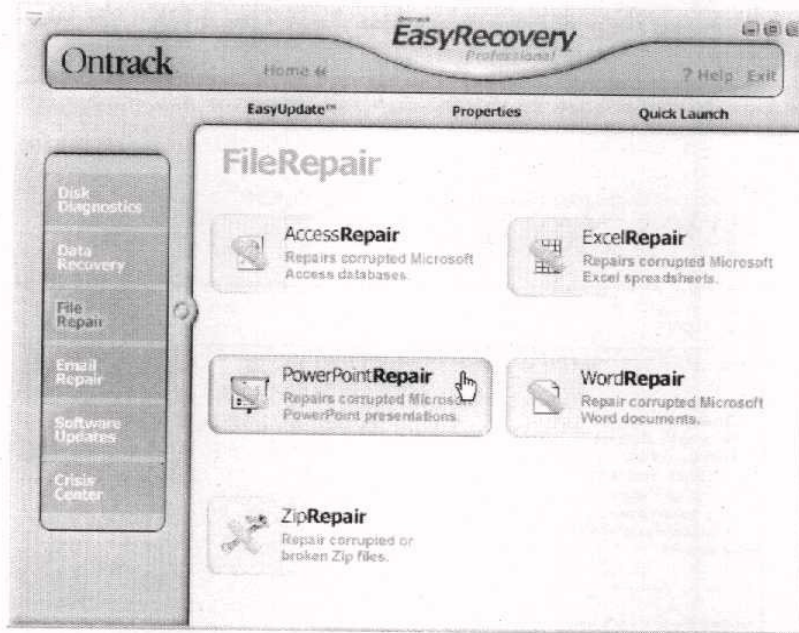 Ontrack
EasyRecovery
Professional
Home «
? Help Exit
EasyUpdate™
Properties
Quick Launch
FileRepair
Disk
Diagnostics
Data
Recovery
File
Repair
Email
Repair
Software
Updates
Crisis
Center
AccessRepair
Repairs corrupted Microsoft
Access databases.
ExcelRepair
Repairs corrupted Microsoft
Excel spreadsheets.
PowerPointRepair
Repairs corrupted Microsoft
PowerPoint presentations.
WordRepair
Repair corrupted Microsoft
Word documents.
ZipRepair
Repair corrupted or
broken Zip files.